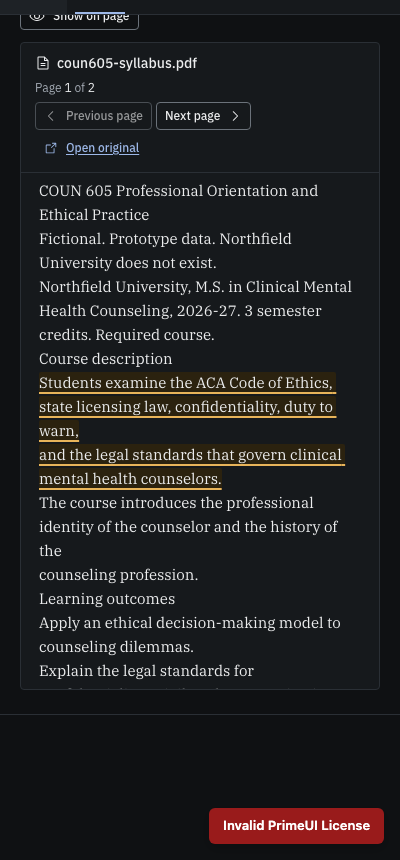 Show on page
coun605-syllabus.pdf
Page 1 of 2
Previous page
Next page
Open original
COUN 605 Professional Orientation and
Ethical Practice
Fictional. Prototype data. Northfield
University does not exist.
Northfield University, M.S. in Clinical Mental
Health Counseling, 2026-27. 3 semester
credits. Required course.
Course description
Students examine the ACA Code of Ethics,
state licensing law, confidentiality, duty to
warn,
and the legal standards that govern clinical
mental health counselors.
The course introduces the professional
identity of the counselor and the history of
the
counseling profession.
Learning outcomes
Apply an ethical decision-making model to
counseling dilemmas.
Explain the legal standards for
Invalid PrimeUI License